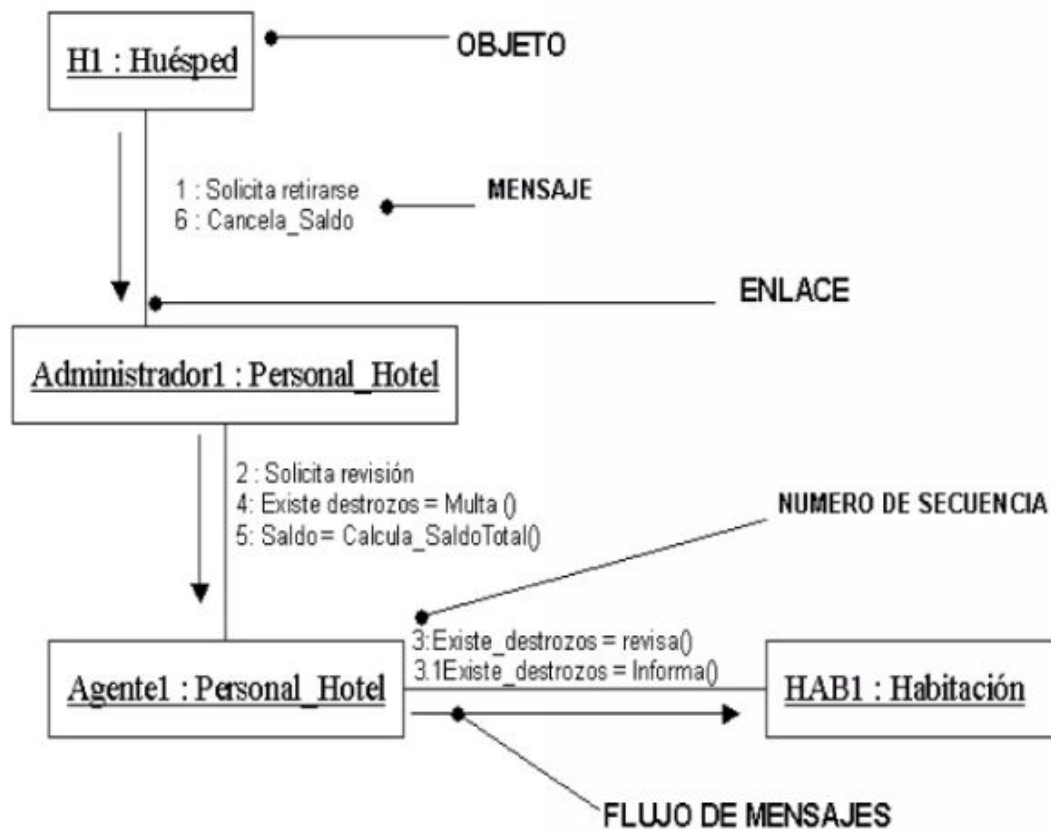 H1 : Huésped
OBJETO
1 : Solicita retirarse
6 : Cancela_Saldo
MENSAJE
ENLACE
Administrador1 : Personal_Hotel
2 : Solicita revisión
4: Existe destrozos = Multa ()
5: Saldo = Calcula_SaldoTotal()
NUMERO DE SECUENCIA
3:Existe_destrozos = revisa()
3.1Existe_destrozos = Informa()
Agente1 : Personal_Hotel
HAB1 : Habitación
FLUJO DE MENSAJES